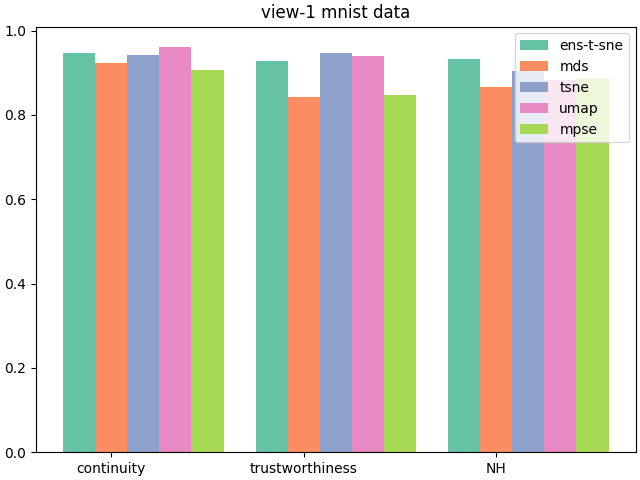 view-1 mnist data
1.0
0.8
0.6
0.4
0.2
0.0
continuity
trustworthiness
NH
ens-t-sne
mds
tsne
umap
mpse